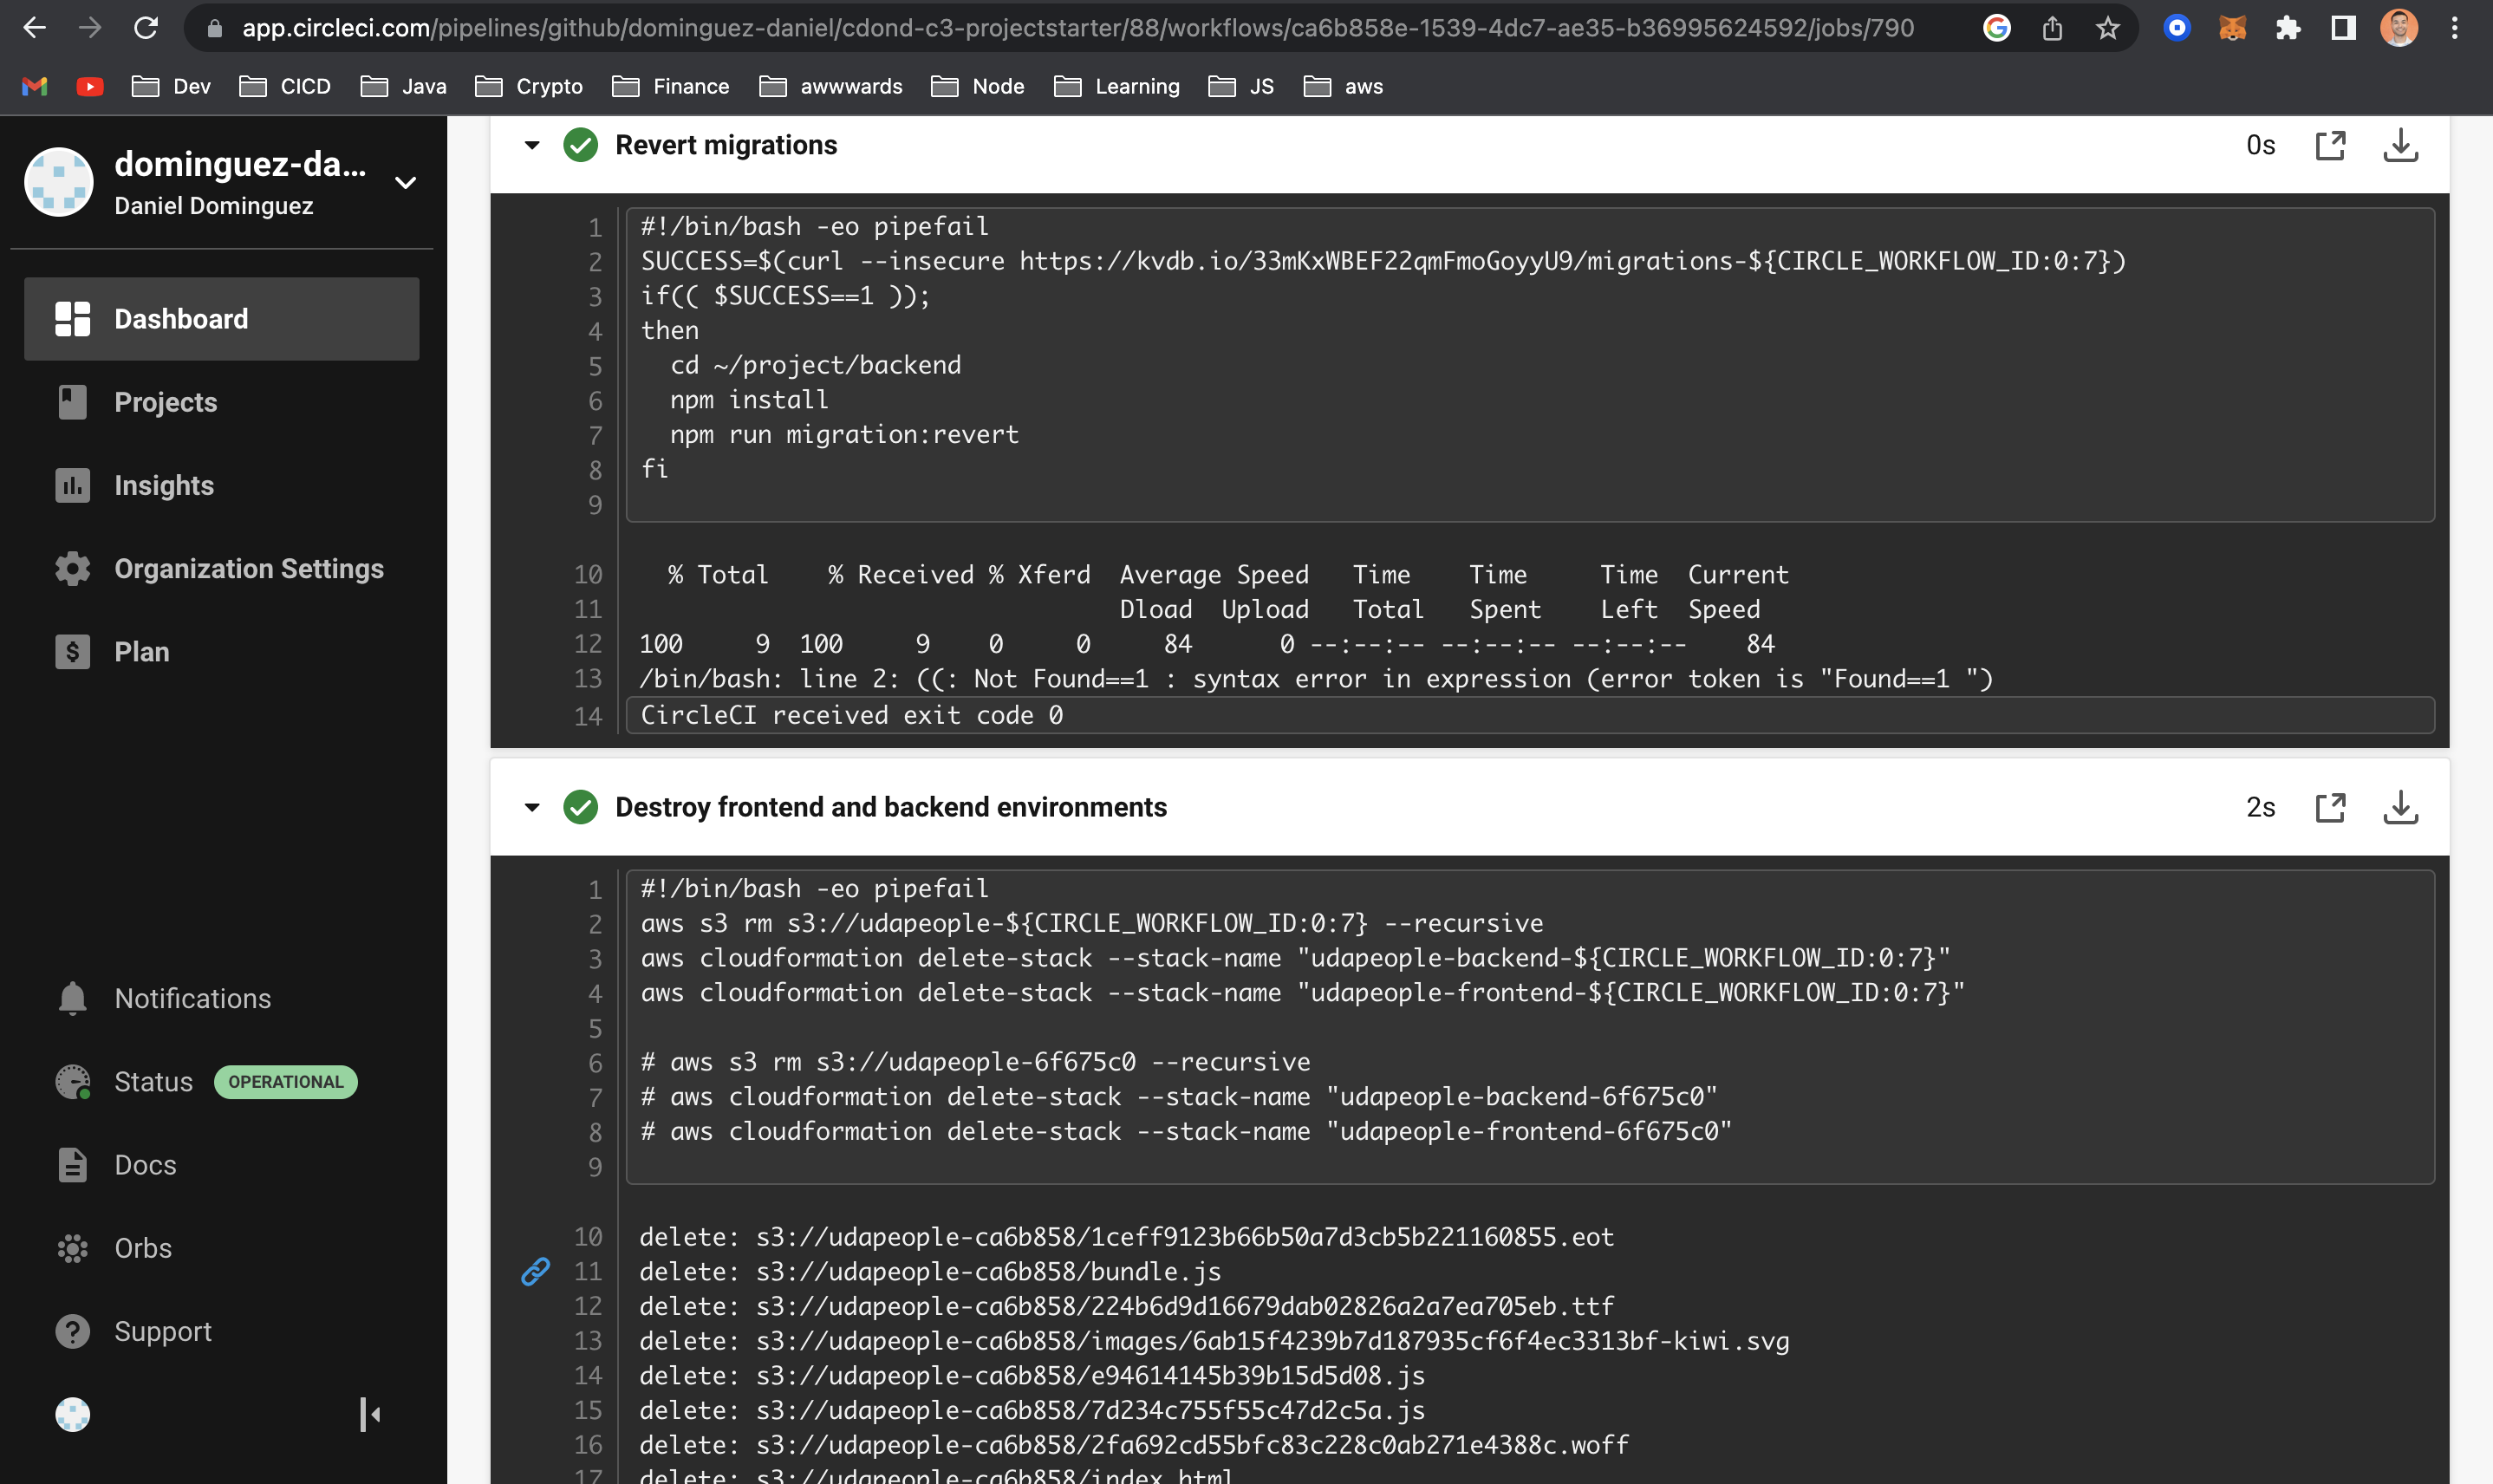 app.circleci.com/pipelines/github/dominguez-daniel/cdond-c3-projectstarter/88/workflows/ca6b858e-1539-4dc7-ae35-b36995624592/jobs/790
Dev CICD Java Crypto Finance awwwards Node Learning JS aws
dominguez-da...
Daniel Dominguez
Dashboard
Projects
Insights
Organization Settings
Plan
Notifications
Status OPERATIONAL
Docs
Orbs
Support
Revert migrations 0s
1 #!/bin/bash -eo pipefail
2 SUCCESS=$(curl --insecure https://kvdb.io/33mKxWBEF22qmFmoGoyyU9/migrations-${CIRCLE_WORKFLOW_ID:0:7})
3 if(( $SUCCESS==1 ));
4 then
5 cd ~/project/backend
6 npm install
7 npm run migration:revert
8 fi
9
10 % Total % Received % Xferd Average Speed Time Time Time Current
11 Dload Upload Total Spent Left Speed
12 100 9 100 9 0 0 84 0 --:--:-- --:--:-- --:--:-- 84
13 /bin/bash: line 2: ((: Not Found==1 : syntax error in expression (error token is "Found==1 ")
14 CircleCI received exit code 0
Destroy frontend and backend environments 2s
1 #!/bin/bash -eo pipefail
2 aws s3 rm s3://udapeople-${CIRCLE_WORKFLOW_ID:0:7} --recursive
3 aws cloudformation delete-stack --stack-name "udapeople-backend-${CIRCLE_WORKFLOW_ID:0:7}"
4 aws cloudformation delete-stack --stack-name "udapeople-frontend-${CIRCLE_WORKFLOW_ID:0:7}"
5
6 # aws s3 rm s3://udapeople-6f675c0 --recursive
7 # aws cloudformation delete-stack --stack-name "udapeople-backend-6f675c0"
8 # aws cloudformation delete-stack --stack-name "udapeople-frontend-6f675c0"
9
10 delete: s3://udapeople-ca6b858/1ceff9123b66b50a7d3cb5b221160855.eot
11 delete: s3://udapeople-ca6b858/bundle.js
12 delete: s3://udapeople-ca6b858/224b6d9d16679dab02826a2a7ea705eb.ttf
13 delete: s3://udapeople-ca6b858/images/6ab15f4239b7d187935cf6f4ec3313bf-kiwi.svg
14 delete: s3://udapeople-ca6b858/e94614145b39b15d5d08.js
15 delete: s3://udapeople-ca6b858/7d234c755f55c47d2c5a.js
16 delete: s3://udapeople-ca6b858/2fa692cd55bfc83c228c0ab271e4388c.woff
17 delete: s3://udapeople-ca6b858/index.html